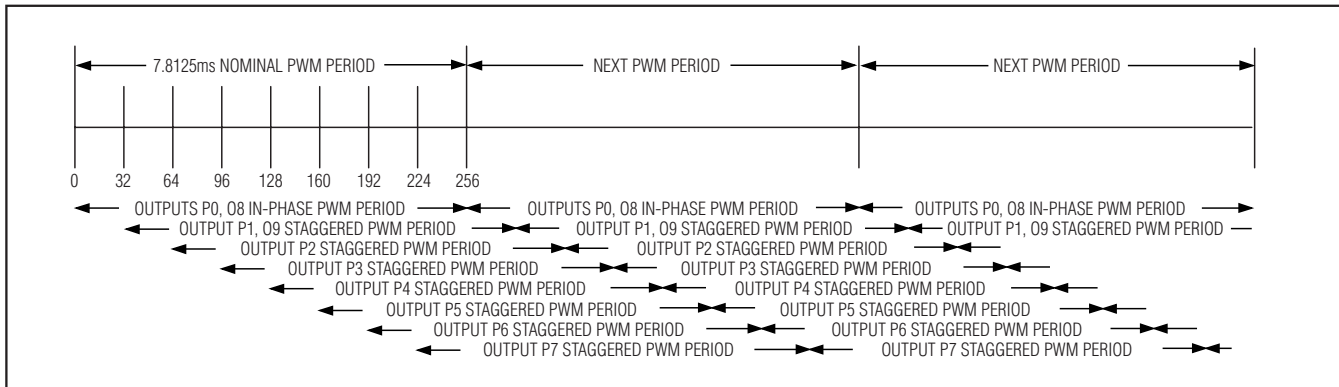 7.8125ms NOMINAL PWM PERIOD NEXT PWM PERIOD NEXT PWM PERIOD
0 32 64 96 128 160 192 224 256
OUTPUTS P0, O8 IN-PHASE PWM PERIOD OUTPUTS P0, O8 IN-PHASE PWM PERIOD OUTPUTS P0, O8 IN-PHASE PWM PERIOD
OUTPUT P1, O9 STAGGERED PWM PERIOD OUTPUT P1, O9 STAGGERED PWM PERIOD OUTPUT P1, O9 STAGGERED PWM PERIOD
OUTPUT P2 STAGGERED PWM PERIOD OUTPUT P2 STAGGERED PWM PERIOD
OUTPUT P3 STAGGERED PWM PERIOD OUTPUT P3 STAGGERED PWM PERIOD
OUTPUT P4 STAGGERED PWM PERIOD OUTPUT P4 STAGGERED PWM PERIOD
OUTPUT P5 STAGGERED PWM PERIOD OUTPUT P5 STAGGERED PWM PERIOD
OUTPUT P6 STAGGERED PWM PERIOD OUTPUT P6 STAGGERED PWM PERIOD
OUTPUT P7 STAGGERED PWM PERIOD OUTPUT P7 STAGGERED PWM PERIOD